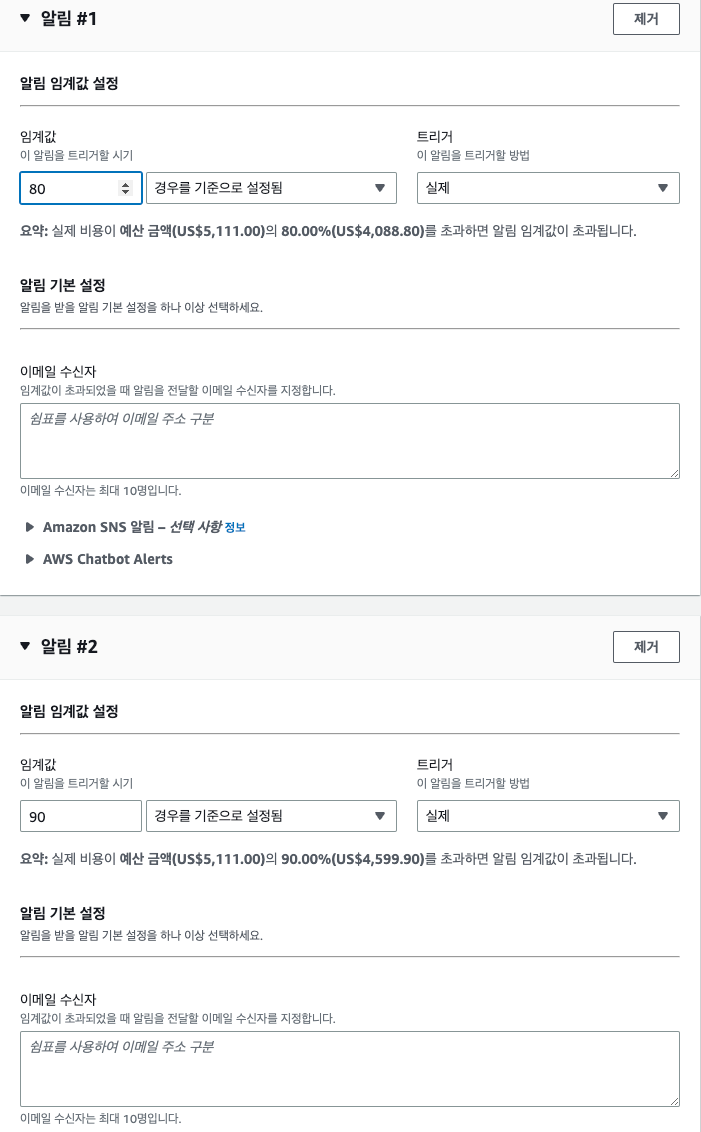 ▼ 알림 #1
제거
알림 임계값 설정
임계값
이 알림을 트리거할 시기
80
경우를 기준으로 설정됨
트리거
이 알림을 트리거할 방법
실제
요약: 실제 비용이 예산 금액(US$5,111.00)의 80.00%(US$4,088.80)를 초과하면 알림 임계값이 초과됩니다.
알림 기본 설정
알림을 받을 알림 기본 설정을 하나 이상 선택하세요.
이메일 수신자
임계값이 초과되었을 때 알림을 전달할 이메일 수신자를 지정합니다.
쉼표를 사용하여 이메일 주소 구분
이메일 수신자는 최대 10명입니다.
▶ Amazon SNS 알림 – 선택 사항 정보
▶ AWS Chatbot Alerts
▼ 알림 #2
제거
알림 임계값 설정
임계값
이 알림을 트리거할 시기
90
경우를 기준으로 설정됨
트리거
이 알림을 트리거할 방법
실제
요약: 실제 비용이 예산 금액(US$5,111.00)의 90.00%(US$4,599.90)를 초과하면 알림 임계값이 초과됩니다.
알림 기본 설정
알림을 받을 알림 기본 설정을 하나 이상 선택하세요.
이메일 수신자
임계값이 초과되었을 때 알림을 전달할 이메일 수신자를 지정합니다.
쉼표를 사용하여 이메일 주소 구분
이메일 수신자는 최대 10명입니다.